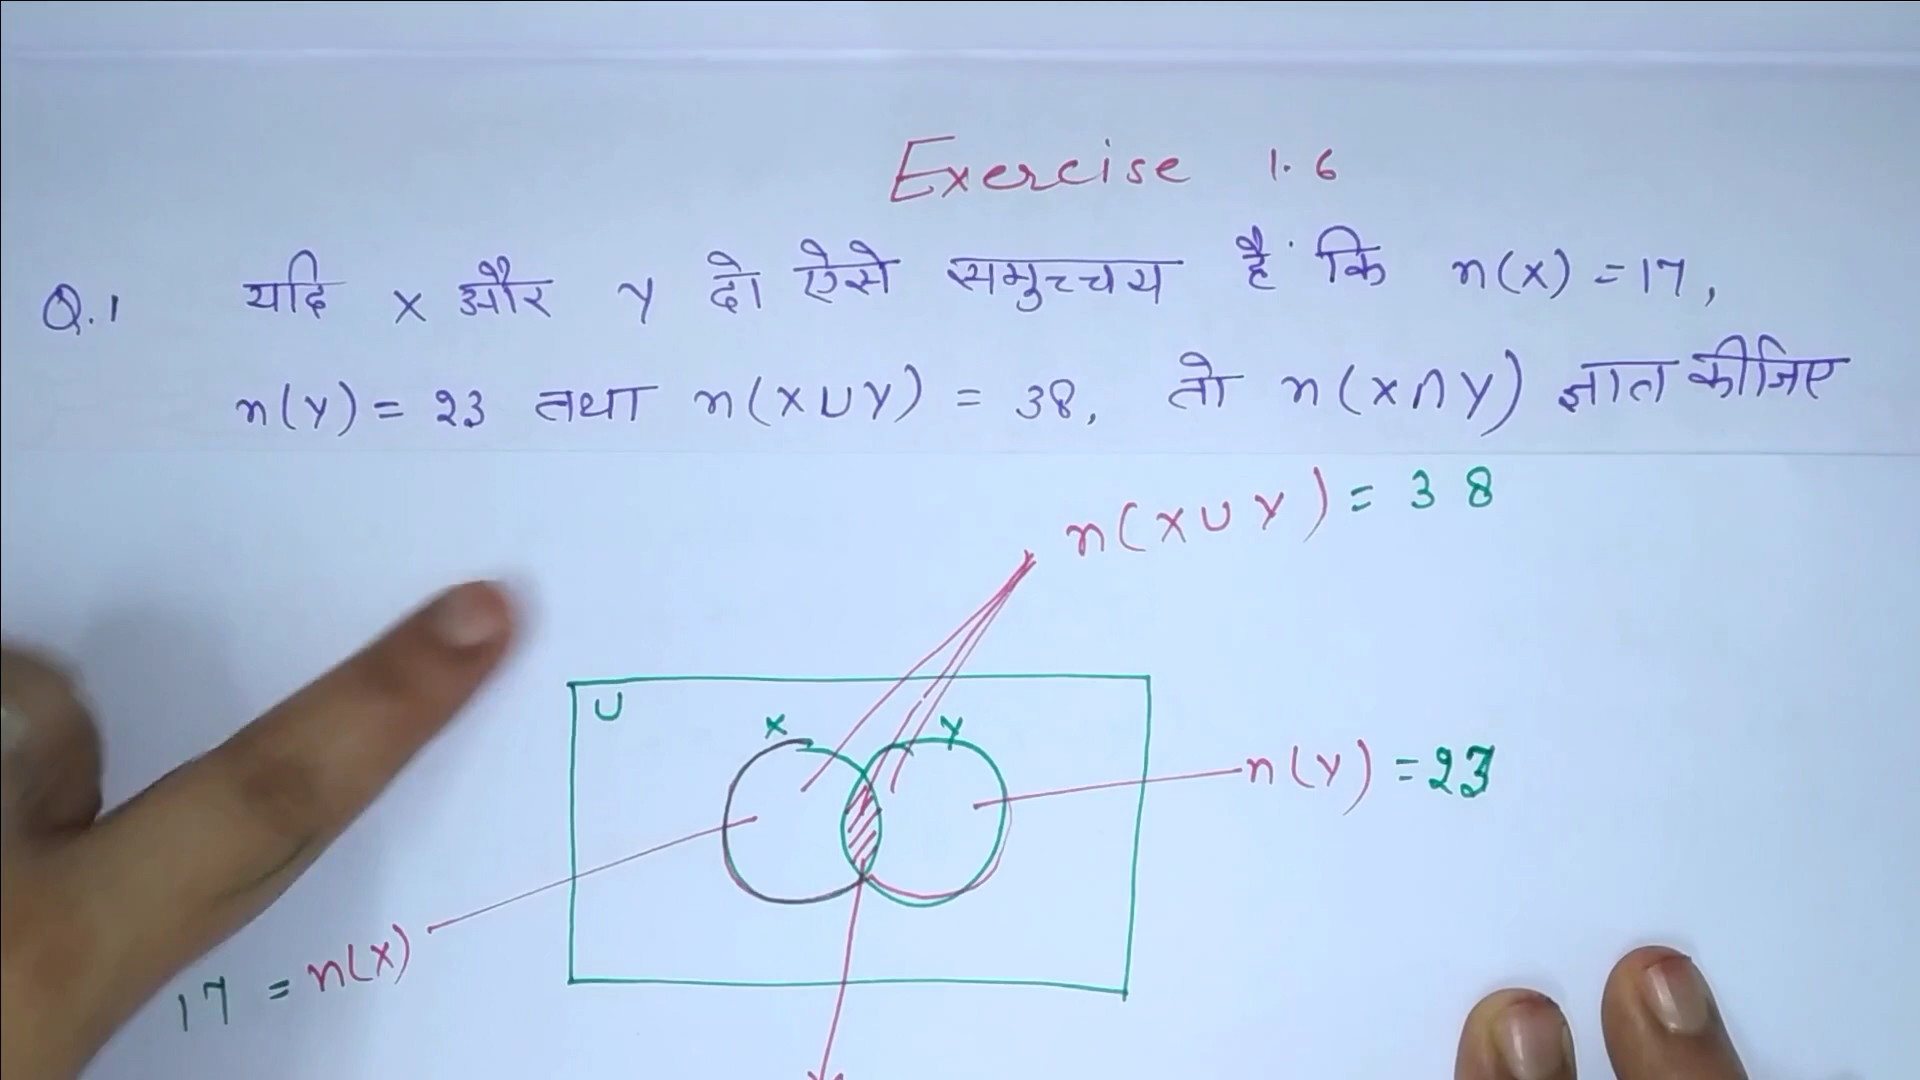 Exercise 1.6
Q.1 यदि X और Y दो ऐसे समुच्चय हैं कि n(X) = 17,
n(Y) = 23 तथा n(X∪Y) = 38, तो n(X∩Y) ज्ञात कीजिए
n(X∪Y) = 38
U
X Y
n(Y) = 23
17 = n(X)